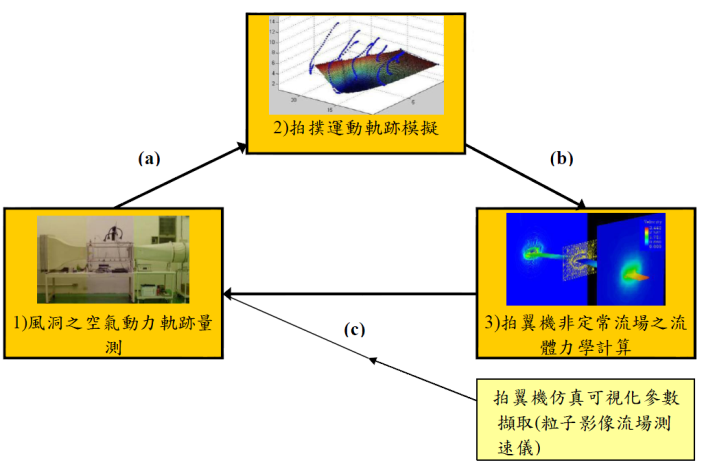 2)拍撲運動軌跡模擬
(a)
(b)
1)風洞之空氣動力軌跡量
測
3)拍翼機非定常流場之流
體力學計算
(c)
拍翼機仿真可視化參數
擷取(粒子影像流場測
速儀)